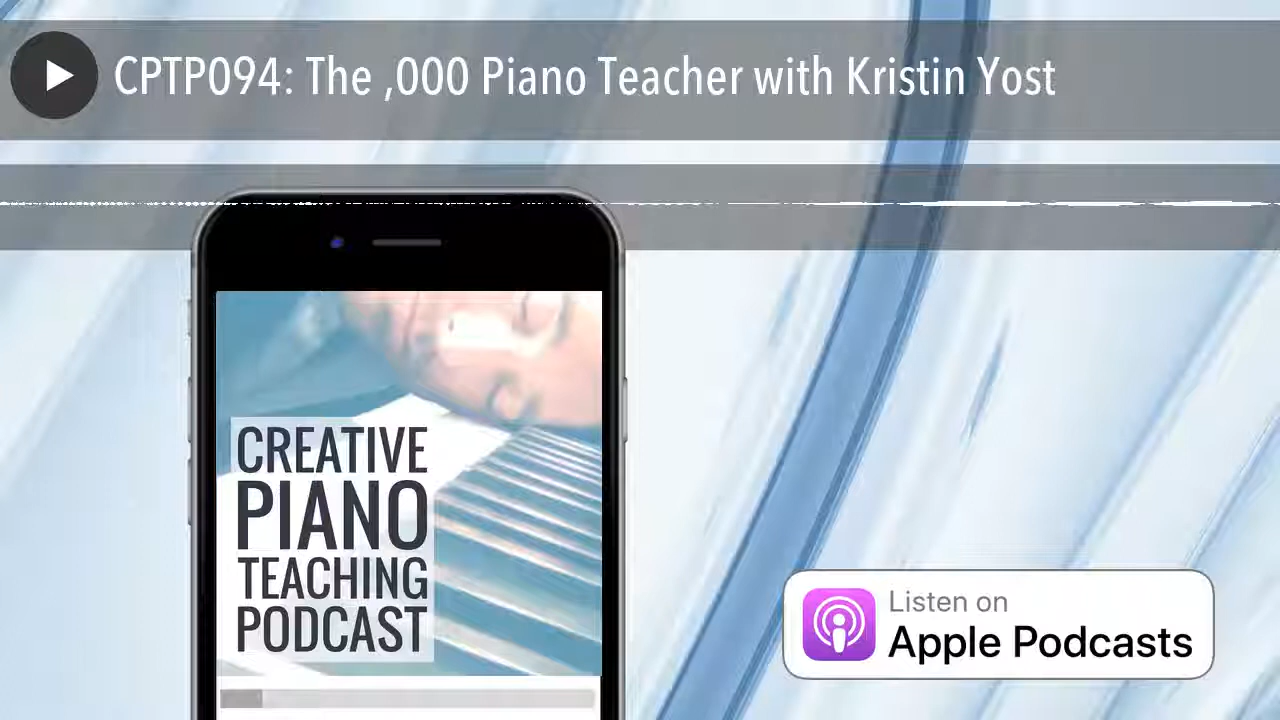 CPTP094: The ,000 Piano Teacher with Kristin Yost
CREATIVE
PIANO
TEACHING
PODCAST
Listen on
Apple Podcasts